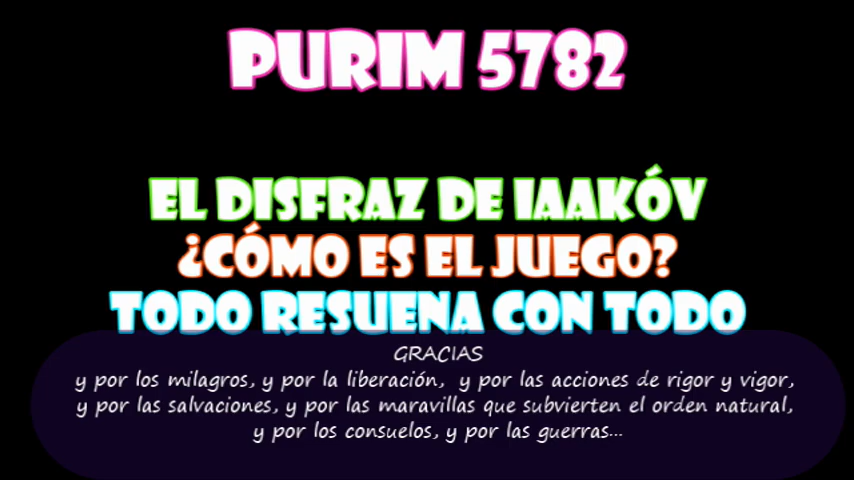 PURIM 5782
EL DISFRAZ DE IAAKÓV
¿CÓMO ES EL JUEGO?
TODO RESUENA CON TODO
GRACIAS
y por los milagros, y por la liberación, y por las acciones de rigor y vigor,
y por las salvaciones, y por las maravillas que subvierten el orden natural,
y por los consuelos, y por las guerras...